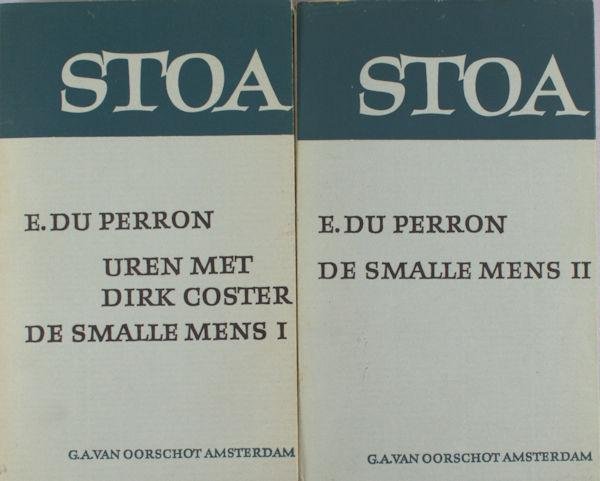 STOA
E. DU PERRON
UREN MET
DIRK COSTER
DE SMALLE MENS I
G.A.VAN OORSCHOT AMSTERDAM
STOA
E. DU PERRON
DE SMALLE MENS II
G.A.VAN OORSCHOT AMSTERDAM